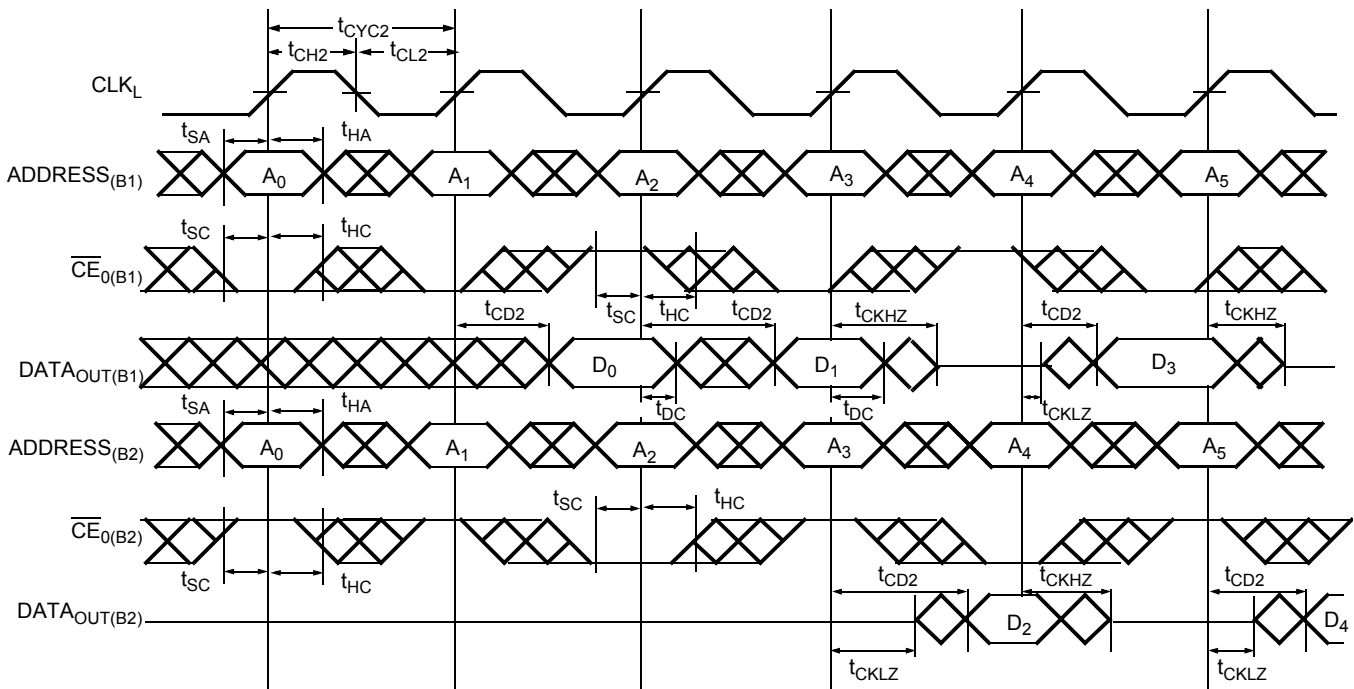 tCYC2
tCH2 tCL2
CLKL
tSA tHA
ADDRESS(B1) A0 A1 A2 A3 A4 A5
tSC tHC
CE0(B1)
tSC tHC
tCD2 tCD2 tCKHZ tCD2 tCKHZ
DATAOUT(B1) D0 D1 D3
tDC tDC tCKLZ
tSA tHA
ADDRESS(B2) A0 A1 A2 A3 A4 A5
tSC tHC
CE0(B2)
tSC tHC tCD2 tCKHZ tCD2
DATAOUT(B2) D2 D4
tCKLZ tCKLZ